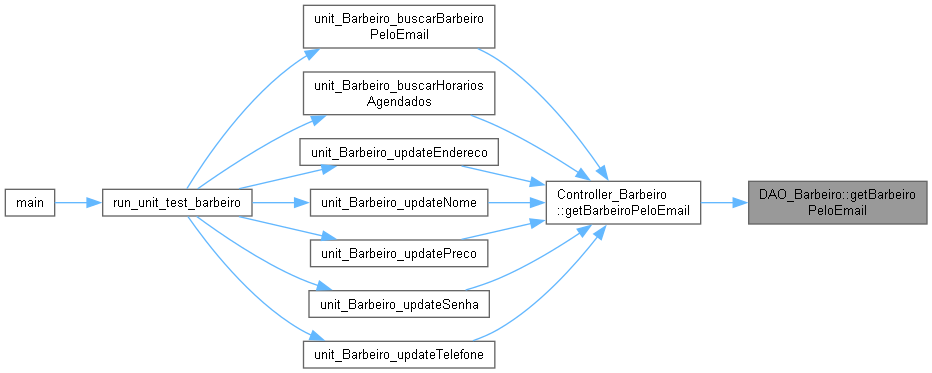 main
run_unit_test_barbeiro
unit_Barbeiro_buscarBarbeiro
PeloEmail
unit_Barbeiro_buscarHorarios
Agendados
unit_Barbeiro_updateEndereco
unit_Barbeiro_updateNome
unit_Barbeiro_updatePreco
unit_Barbeiro_updateSenha
unit_Barbeiro_updateTelefone
Controller_Barbeiro
::getBarbeiroPeloEmail
DAO_Barbeiro::getBarbeiro
PeloEmail